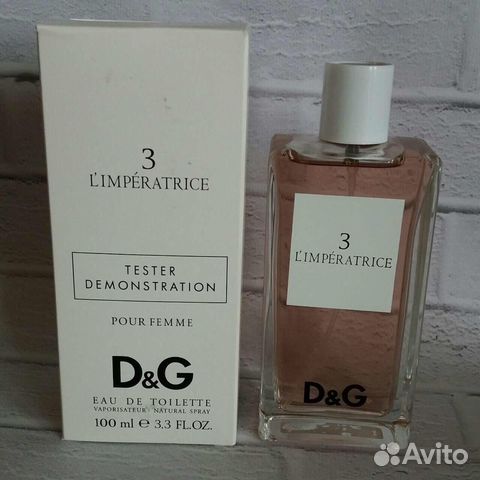 3
L'IMPÉRATRICE
TESTER
DEMONSTRATION
POUR FEMME
D&G
EAU DE TOILETTE
VAPORISATEUR · NATURAL SPRAY
100 ml e 3.3 FL.OZ.
3
L'IMPÉRATRICE
D&G
Avito